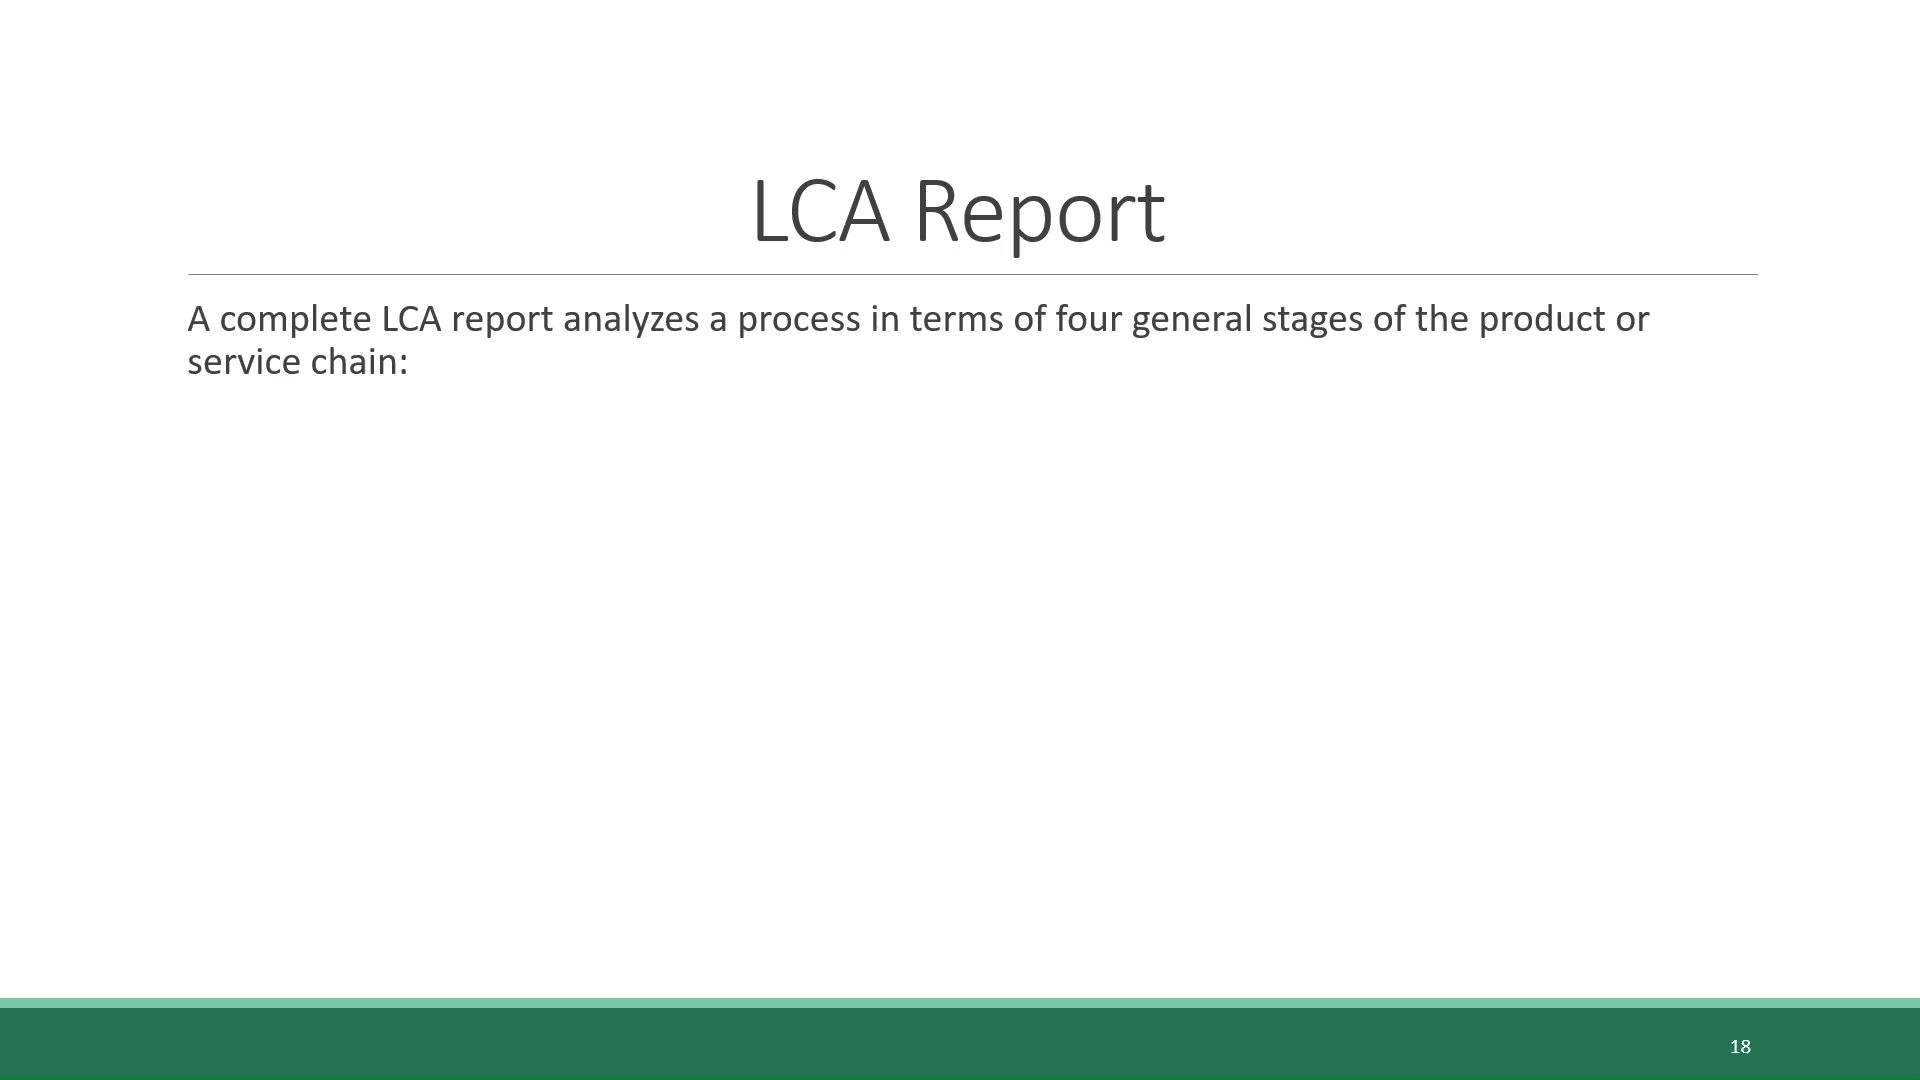 LCA Report
A complete LCA report analyzes a process in terms of four general stages of the product or
service chain:
18